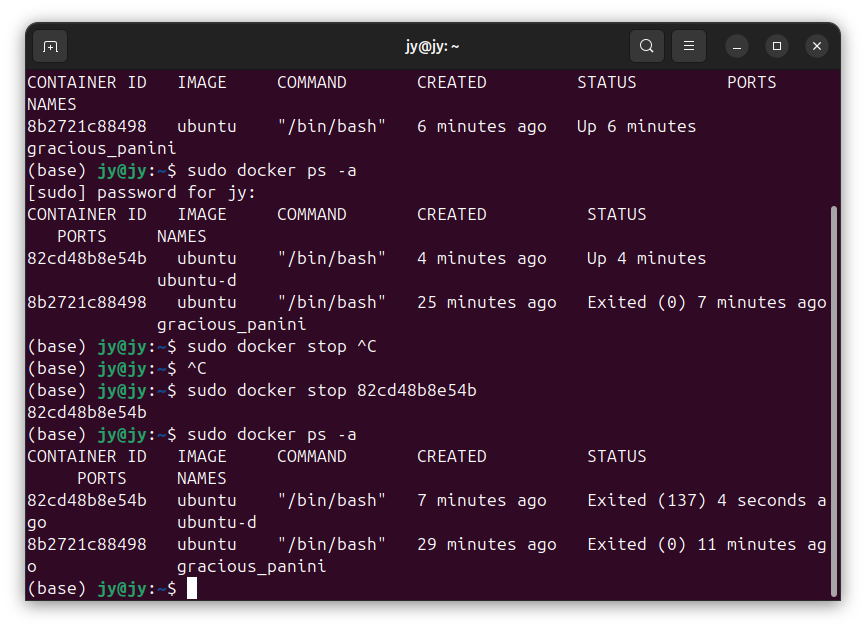 jy@jy: ~
CONTAINER ID   IMAGE     COMMAND       CREATED         STATUS         PORTS
NAMES
8b2721c88498   ubuntu    "/bin/bash"   6 minutes ago   Up 6 minutes
gracious_panini
(base) jy@jy:~$ sudo docker ps -a
[sudo] password for jy:
CONTAINER ID   IMAGE     COMMAND       CREATED          STATUS
   PORTS     NAMES
82cd48b8e54b   ubuntu    "/bin/bash"   4 minutes ago    Up 4 minutes
             ubuntu-d
8b2721c88498   ubuntu    "/bin/bash"   25 minutes ago   Exited (0) 7 minutes ago
             gracious_panini
(base) jy@jy:~$ sudo docker stop ^C
(base) jy@jy:~$ ^C
(base) jy@jy:~$ sudo docker stop 82cd48b8e54b
82cd48b8e54b
(base) jy@jy:~$ sudo docker ps -a
CONTAINER ID   IMAGE     COMMAND       CREATED          STATUS
     PORTS     NAMES
82cd48b8e54b   ubuntu    "/bin/bash"   7 minutes ago    Exited (137) 4 seconds a
go             ubuntu-d
8b2721c88498   ubuntu    "/bin/bash"   29 minutes ago   Exited (0) 11 minutes ag
o              gracious_panini
(base) jy@jy:~$